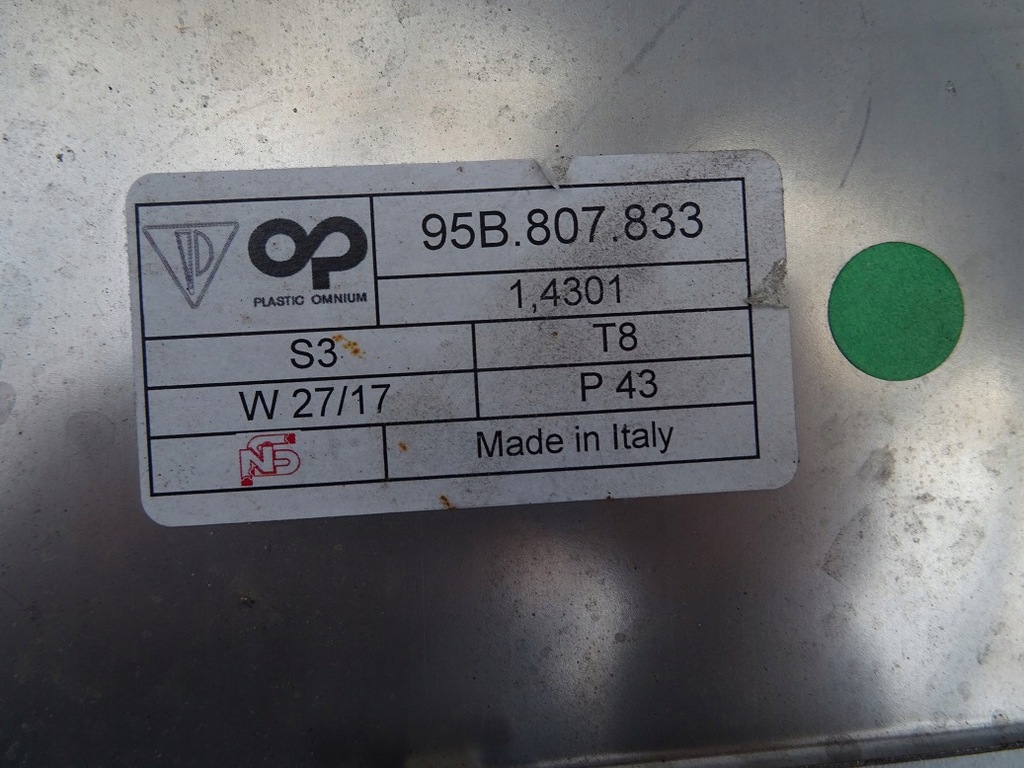 OP
PLASTIC OMNIUM
95B.807.833
1,4301
S3
T8
W 27/17
P 43
Made in Italy